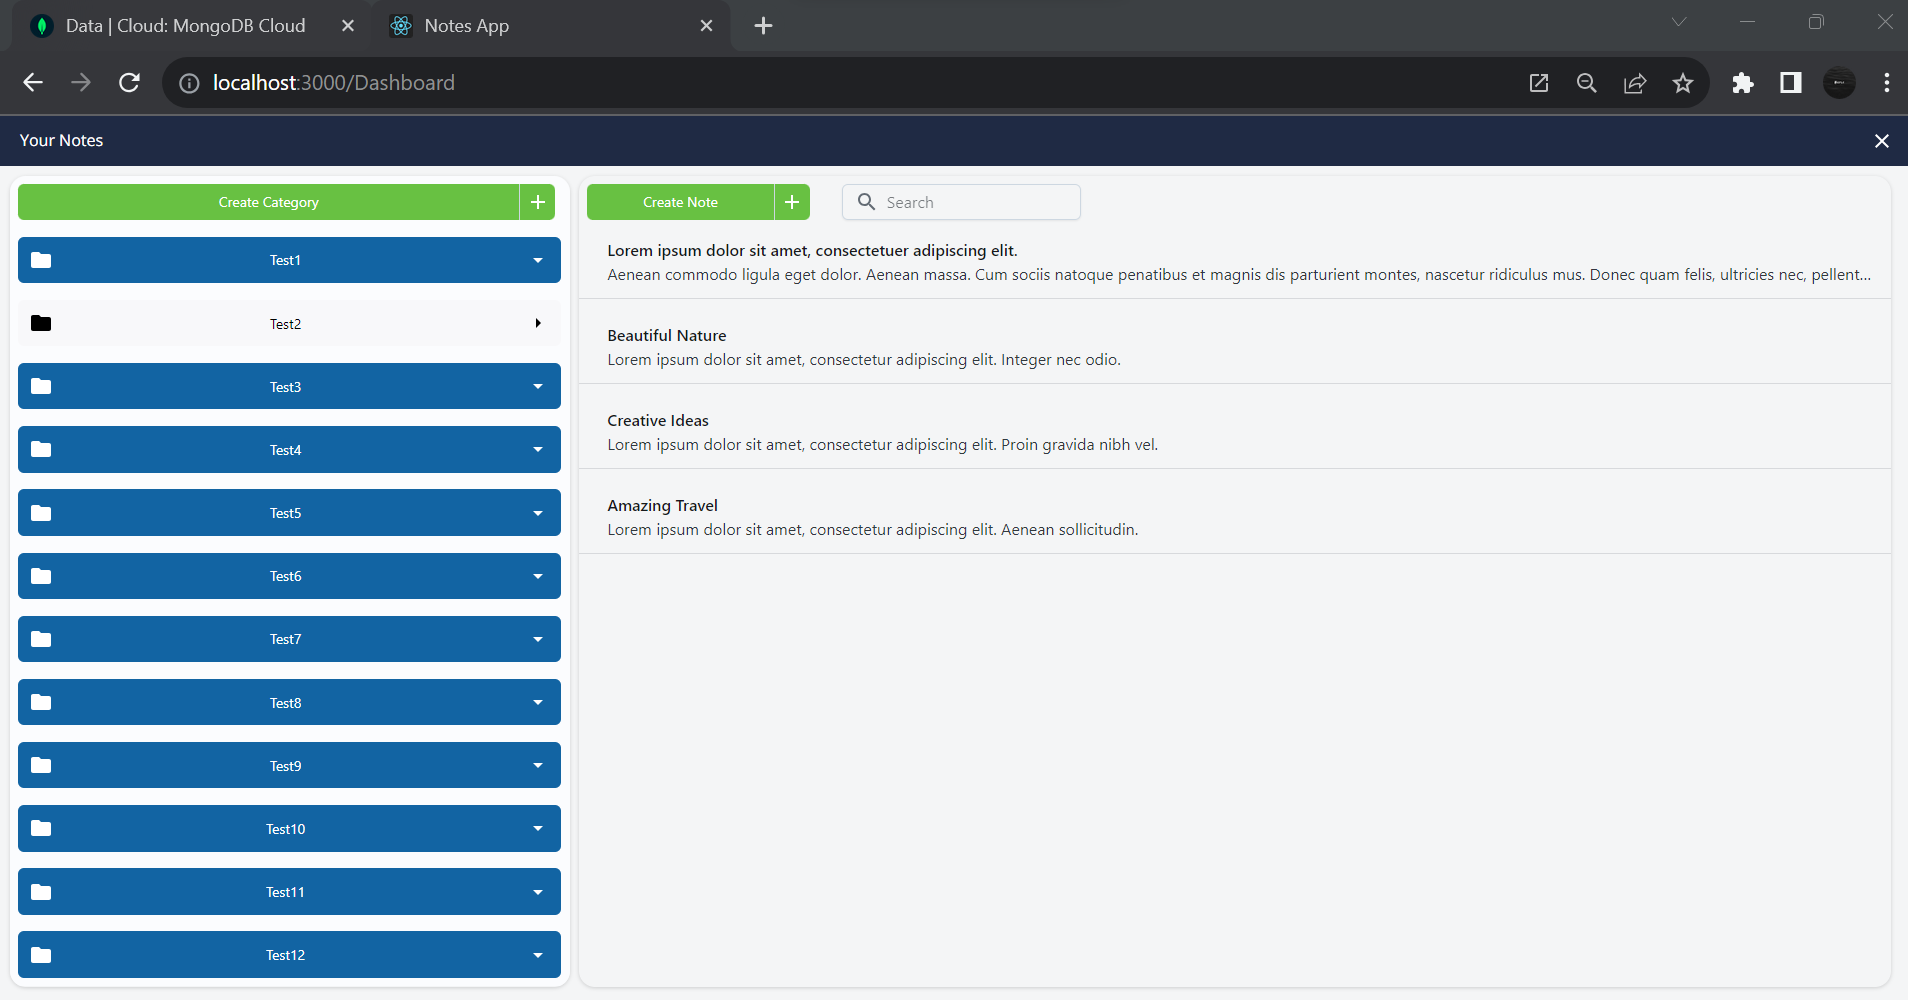 Data | Cloud: MongoDB Cloud
Notes App
localhost:3000/Dashboard
Your Notes
Create Category
Test1
Test2
Test3
Test4
Test5
Test6
Test7
Test8
Test9
Test10
Test11
Test12
Create Note
Search
Lorem ipsum dolor sit amet, consectetuer adipiscing elit.
Aenean commodo ligula eget dolor. Aenean massa. Cum sociis natoque penatibus et magnis dis parturient montes, nascetur ridiculus mus. Donec quam felis, ultricies nec, pellent...
Beautiful Nature
Lorem ipsum dolor sit amet, consectetur adipiscing elit. Integer nec odio.
Creative Ideas
Lorem ipsum dolor sit amet, consectetur adipiscing elit. Proin gravida nibh vel.
Amazing Travel
Lorem ipsum dolor sit amet, consectetur adipiscing elit. Aenean sollicitudin.